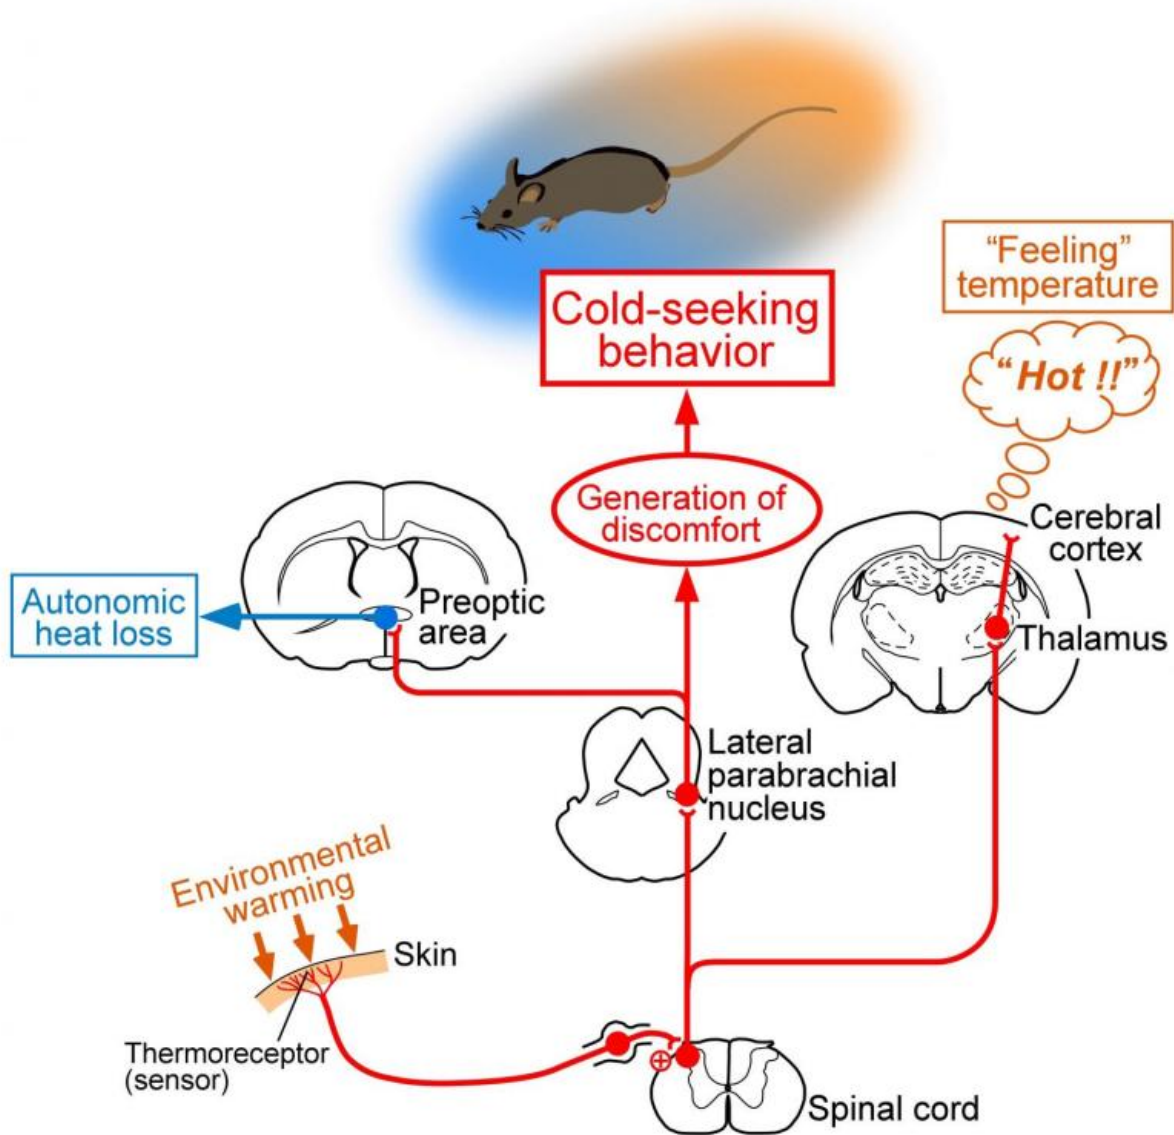 “Feeling”
temperature
Cold-seeking
behavior
“Hot !!”
Generation of
discomfort
Cerebral
cortex
Autonomic
heat loss
Preoptic
area
Thalamus
Lateral
parabrachial
nucleus
Environmental
warming
Skin
Thermoreceptor
(sensor)
+
Spinal cord